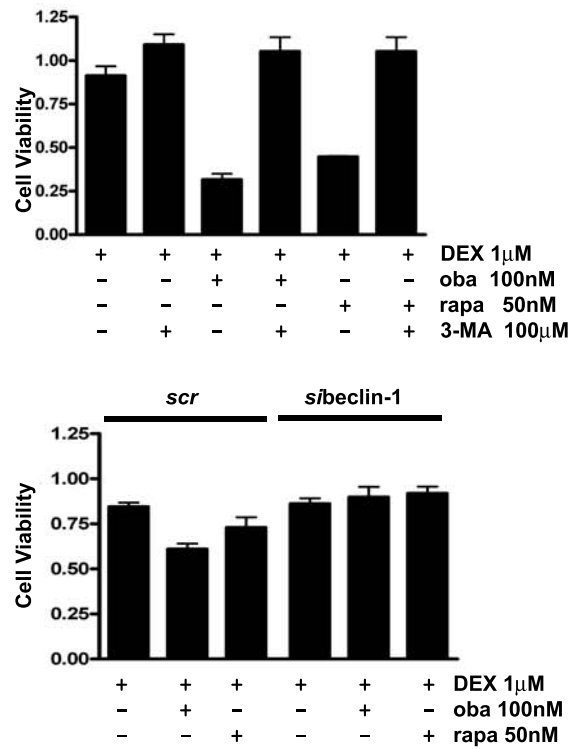 1.25
1.00
0.75
0.50
0.25
0.00
Cell Viability
+ + + + + + DEX 1μM
– – + + – – oba 100nM
– – – – + + rapa 50nM
– + – + – + 3-MA 100μM
scr sibeclin-1
1.25
1.00
0.75
0.50
0.25
0.00
Cell Viability
+ + + + + + DEX 1μM
– + – – + – oba 100nM
– – + – – + rapa 50nM